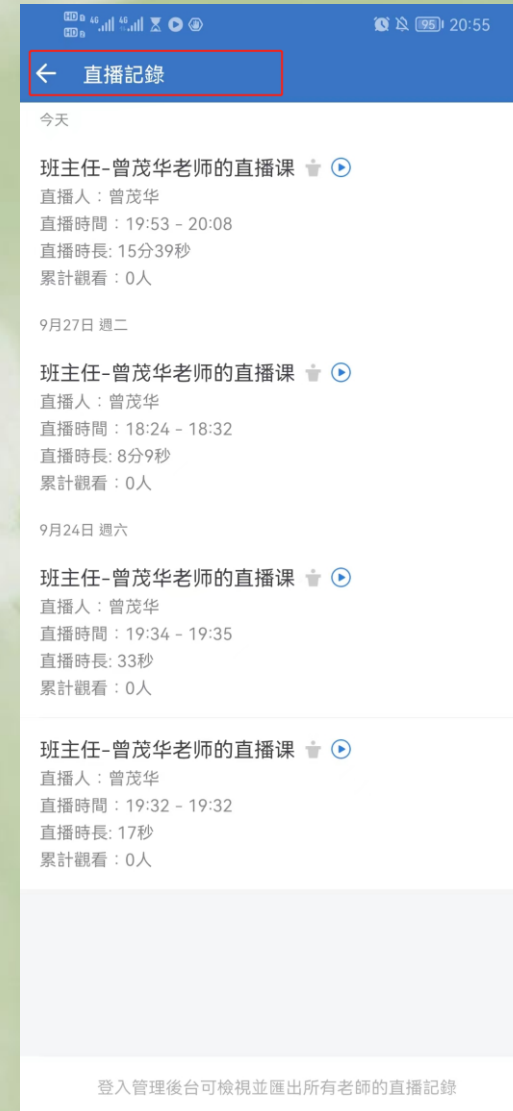 HD 4G 4G 95 20:55
直播記錄
今天
班主任-曾茂华老师的直播课
直播人：曾茂华
直播時間：19:53 - 20:08
直播時長: 15分39秒
累計觀看：0人
9月27日 週二
班主任-曾茂华老师的直播课
直播人：曾茂华
直播時間：18:24 - 18:32
直播時長: 8分9秒
累計觀看：0人
9月24日 週六
班主任-曾茂华老师的直播课
直播人：曾茂华
直播時間：19:34 - 19:35
直播時長: 33秒
累計觀看：0人
班主任-曾茂华老师的直播课
直播人：曾茂华
直播時間：19:32 - 19:32
直播時長: 17秒
累計觀看：0人
登入管理後台可檢視並匯出所有老師的直播記錄